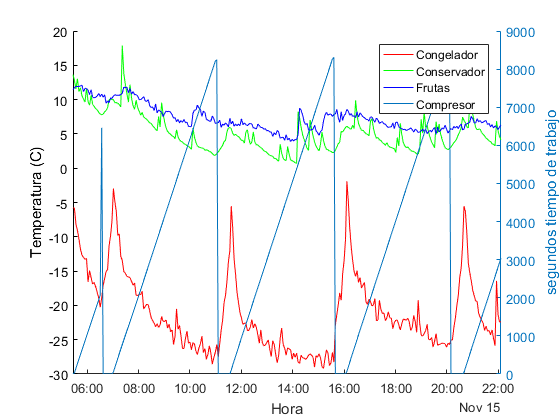 Temperatura (C)
20
15
10
5
0
-5
-10
-15
-20
-25
-30
Congelador
Conservador
Frutas
Compresor
9000
8000
7000
6000
5000
4000
3000
2000
1000
0
segundos tiempo de trabajo
06:00 08:00 10:00 12:00 14:00 16:00 18:00 20:00 22:00
Hora
Nov 15